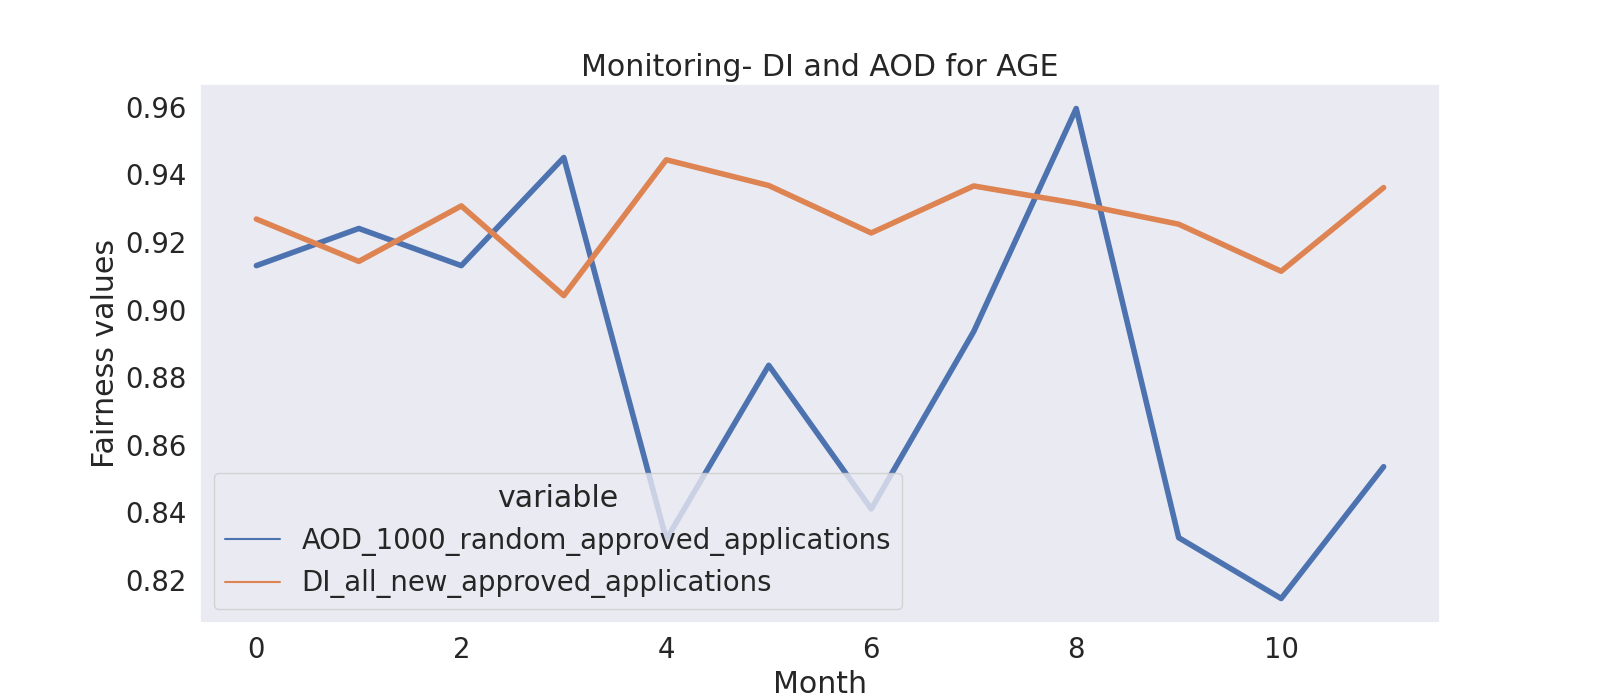 Monitoring- DI and AOD for AGE
Fairness values
0.96
0.94
0.92
0.90
0.88
0.86
0.84
0.82
variable
AOD_1000_random_approved_applications
DI_all_new_approved_applications
0 2 4 6 8 10
Month